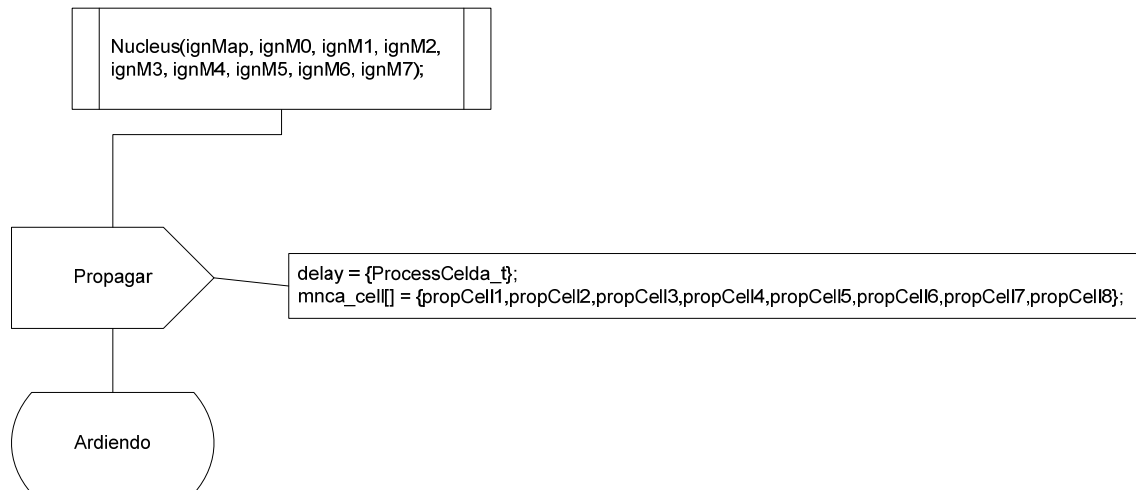 Nucleus(ignMap, ignM0, ignM1, ignM2,
ignM3, ignM4, ignM5, ignM6, ignM7);
Propagar
delay = {ProcessCelda_t};
mnca_cell[] = {propCell1,propCell2,propCell3,propCell4,propCell5,propCell6,propCell7,propCell8};
Ardiendo